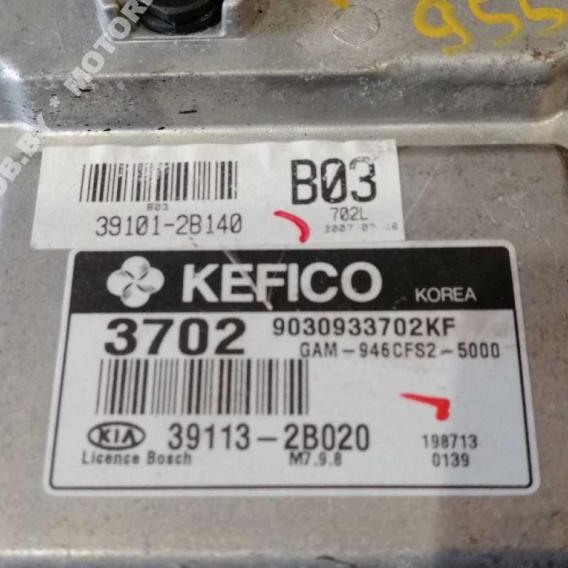 955
B03
B03
39101-2B140
702L
KEFICO KOREA
3702 9030933702KF
GAM-946CFS2-5000
KIA 39113-2B020 198713
Licence Bosch M7.9.8 0139